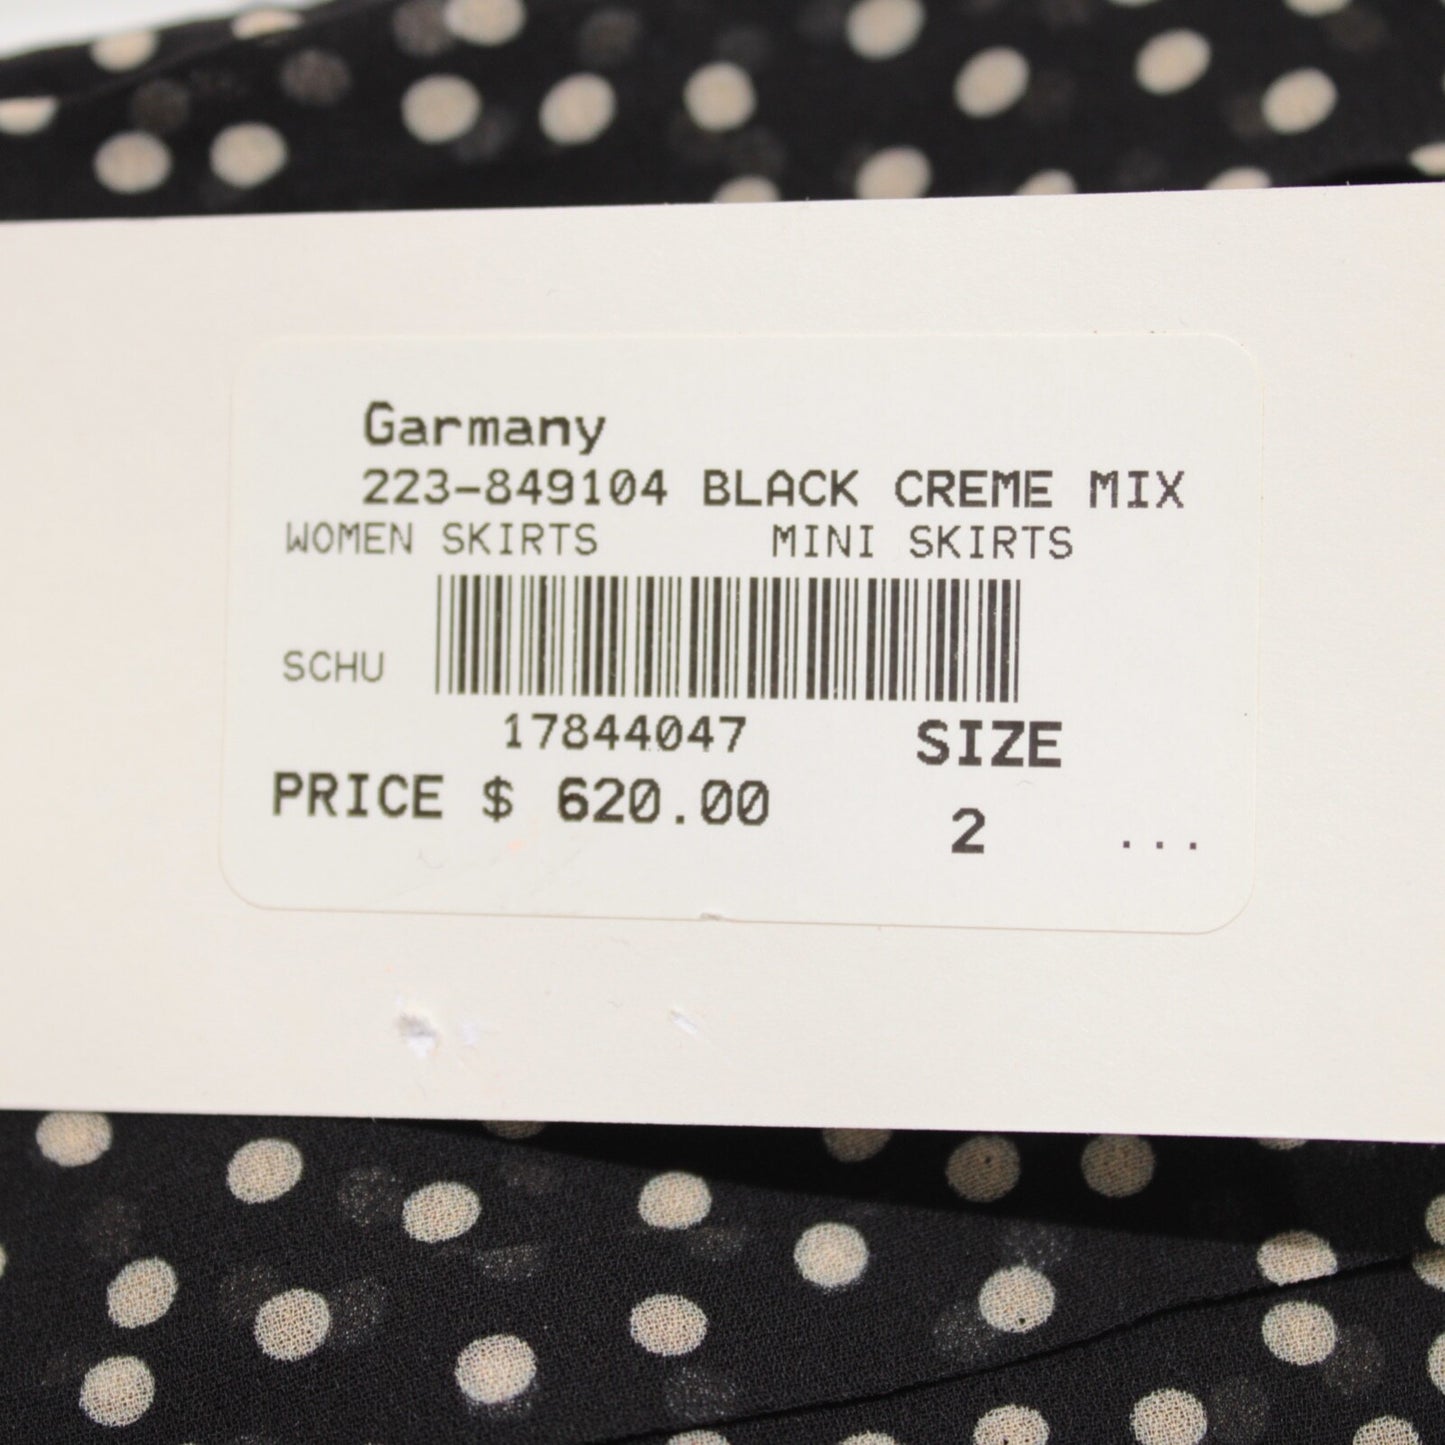 Garmany
223-849104 BLACK CREME MIX
WOMEN SKIRTS MINI SKIRTS
SCHU
17844047 SIZE
PRICE $ 620.00
2 ...